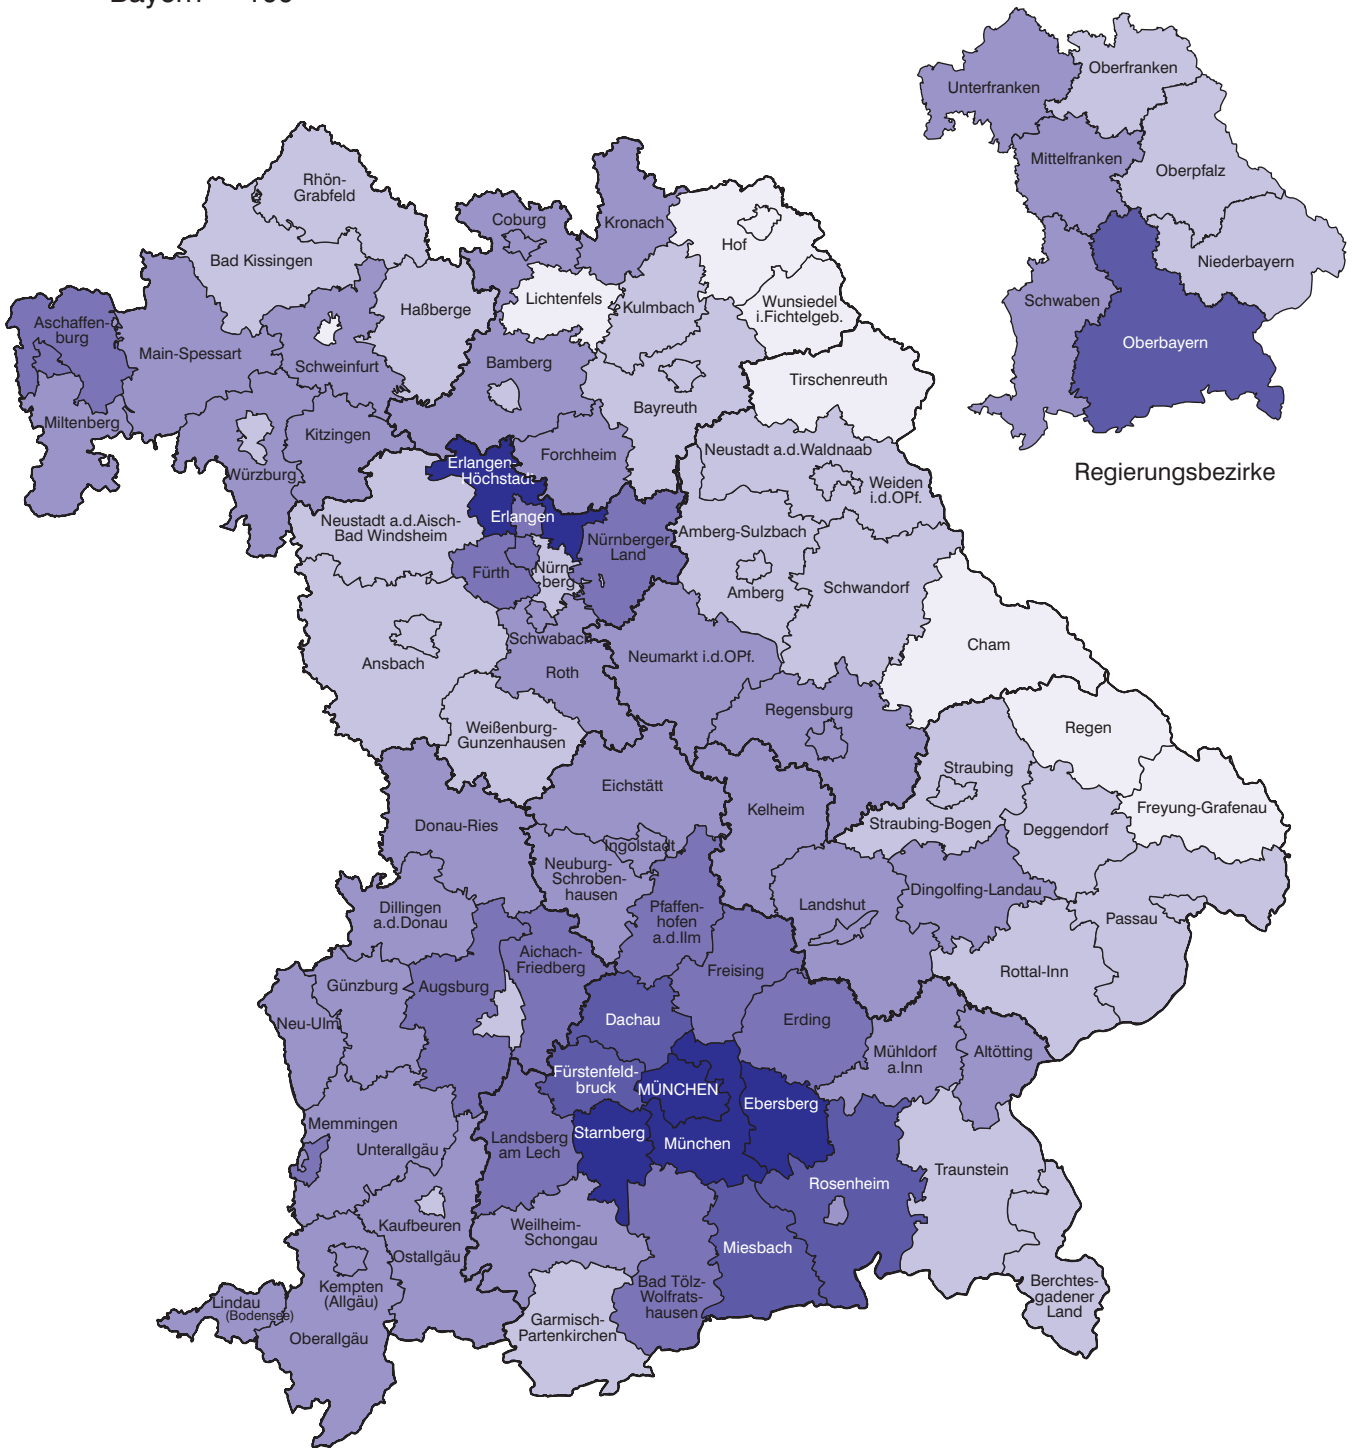 Unterfranken
Oberfranken
Mittelfranken
Oberpfalz
Niederbayern
Schwaben
Oberbayern
Regierungsbezirke
Rhön-
Grabfeld
Bad Kissingen
Coburg
Kronach
Hof
Aschaffen-
burg
Main-Spessart
Haßberge
Lichtenfels
Kulmbach
Wunsiedel
i.Fichtelgeb.
Schweinfurt
Bamberg
Bayreuth
Tirschenreuth
Miltenberg
Würzburg
Kitzingen
Erlangen-
Höchstadt
Forchheim
Neustadt a.d.Waldnaab
Weiden
i.d.OPf.
Neustadt a.d.Aisch-
Bad Windsheim
Erlangen
Nürnberger
Land
Amberg-Sulzbach
Fürth
Nürn-
berg
Amberg
Schwandorf
Ansbach
Schwabach
Roth
Neumarkt i.d.OPf.
Cham
Weißenburg-
Gunzenhausen
Regensburg
Regen
Eichstätt
Straubing
Donau-Ries
Kelheim
Straubing-Bogen
Deggendorf
Freyung-Grafenau
Ingolstadt
Neuburg-
Schroben-
hausen
Dillingen
a.d.Donau
Pfaffen-
hofen
a.d.Ilm
Landshut
Dingolfing-Landau
Passau
Aichach-
Friedberg
Freising
Rottal-Inn
Günzburg
Augsburg
Neu-Ulm
Dachau
Erding
Mühldorf
a.Inn
Altötting
Fürstenfeld-
bruck
MÜNCHEN
Ebersberg
Memmingen
Unterallgäu
Landsberg
am Lech
Starnberg
München
Traunstein
Rosenheim
Kaufbeuren
Ostallgäu
Weilheim-
Schongau
Miesbach
Kempten
(Allgäu)
Lindau
(Bodensee)
Oberallgäu
Bad Tölz-
Wolfrats-
hausen
Garmisch-
Partenkirchen
Berchtes-
gadener
Land